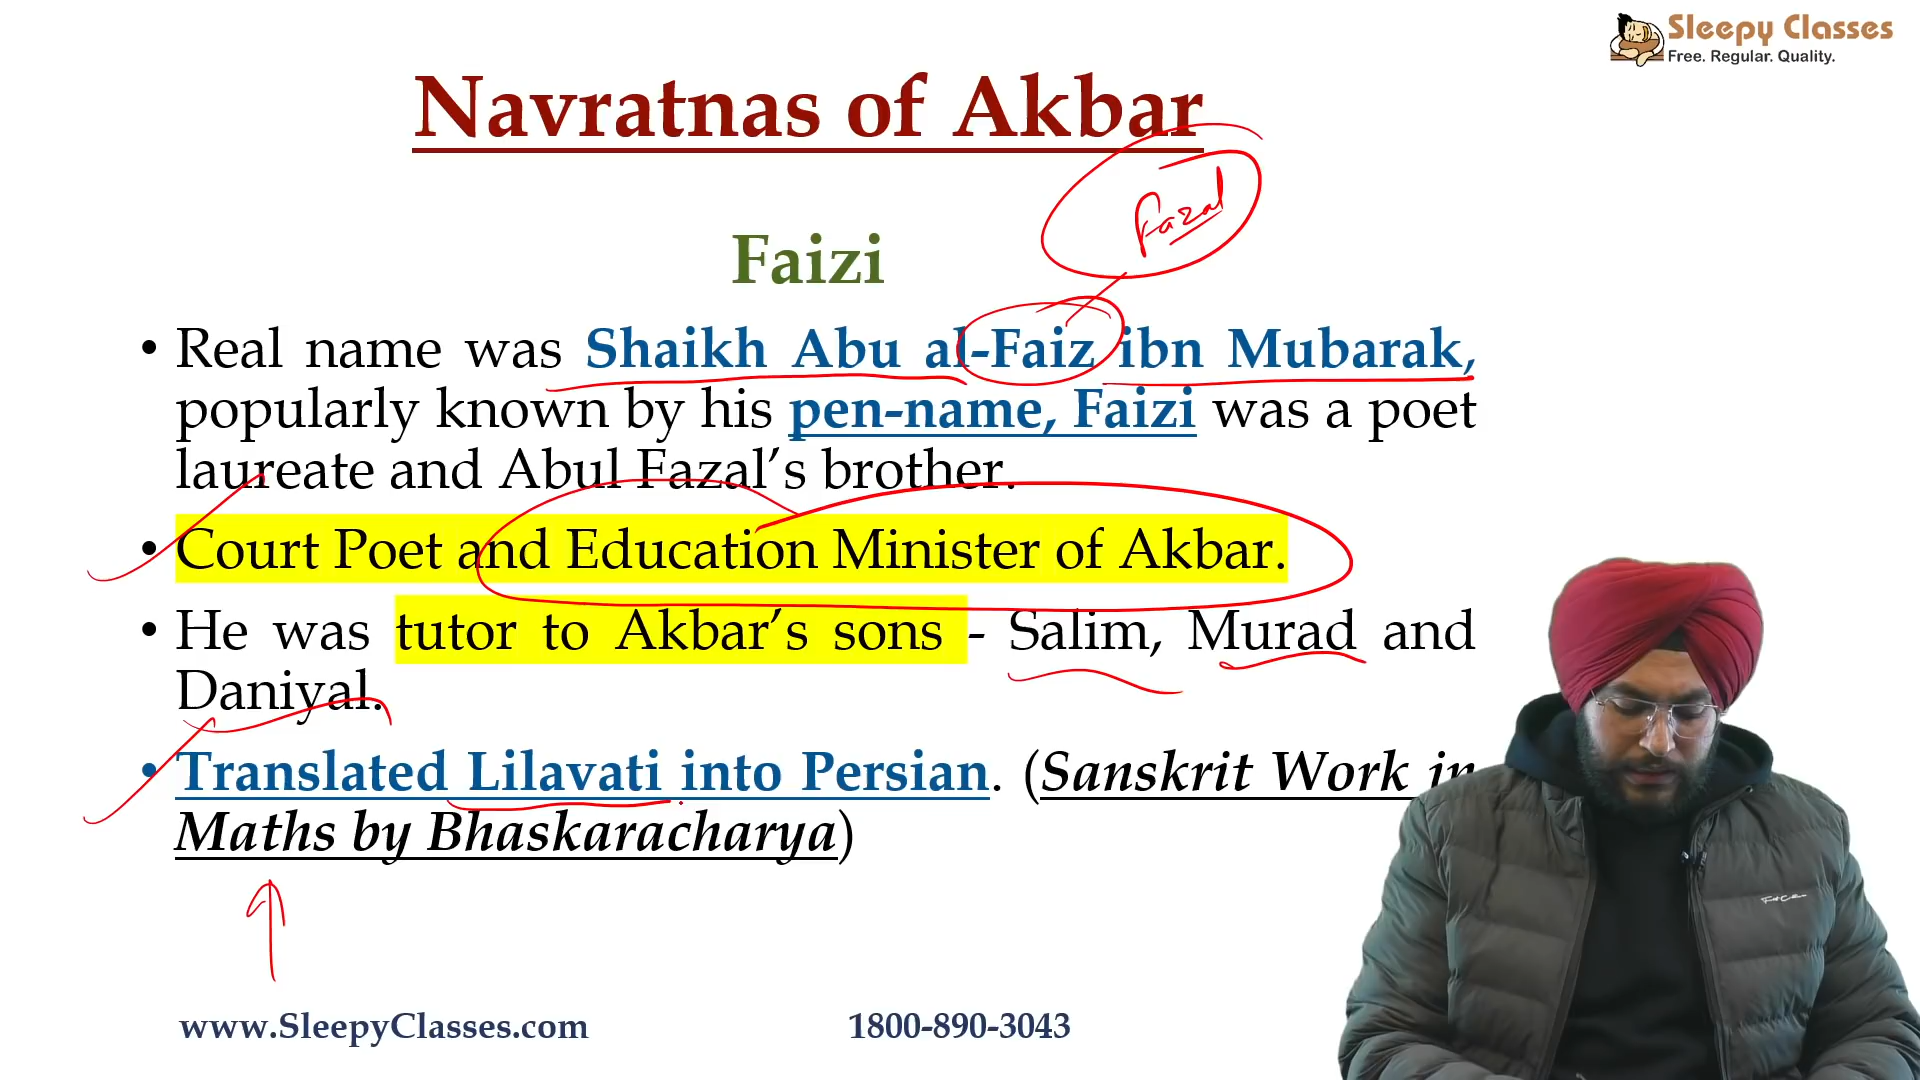 Sleepy Classes
Free. Regular. Quality.
Navratnas of Akbar
Fazal
Faizi
• Real name was Shaikh Abu al-Faiz ibn Mubarak,
popularly known by his pen-name, Faizi was a poet
laureate and Abul Fazal’s brother.
• Court Poet and Education Minister of Akbar.
• He was tutor to Akbar’s sons - Salim, Murad and
Daniyal.
• Translated Lilavati into Persian. (Sanskrit Work in
Maths by Bhaskaracharya)
www.SleepyClasses.com 1800-890-3043